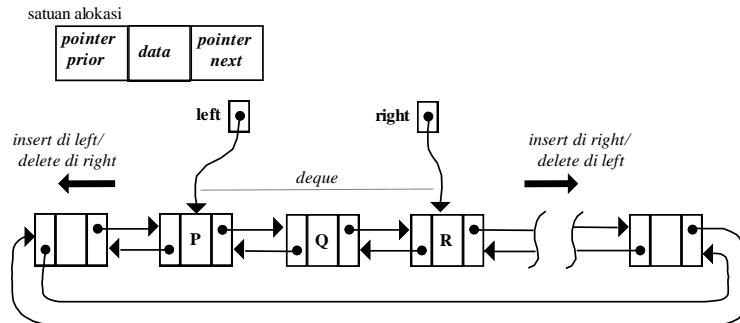 satuan alokasi
pointer prior
data
pointer next
left
right
insert di left/
delete di right
insert di right/
delete di left
deque
P
Q
R